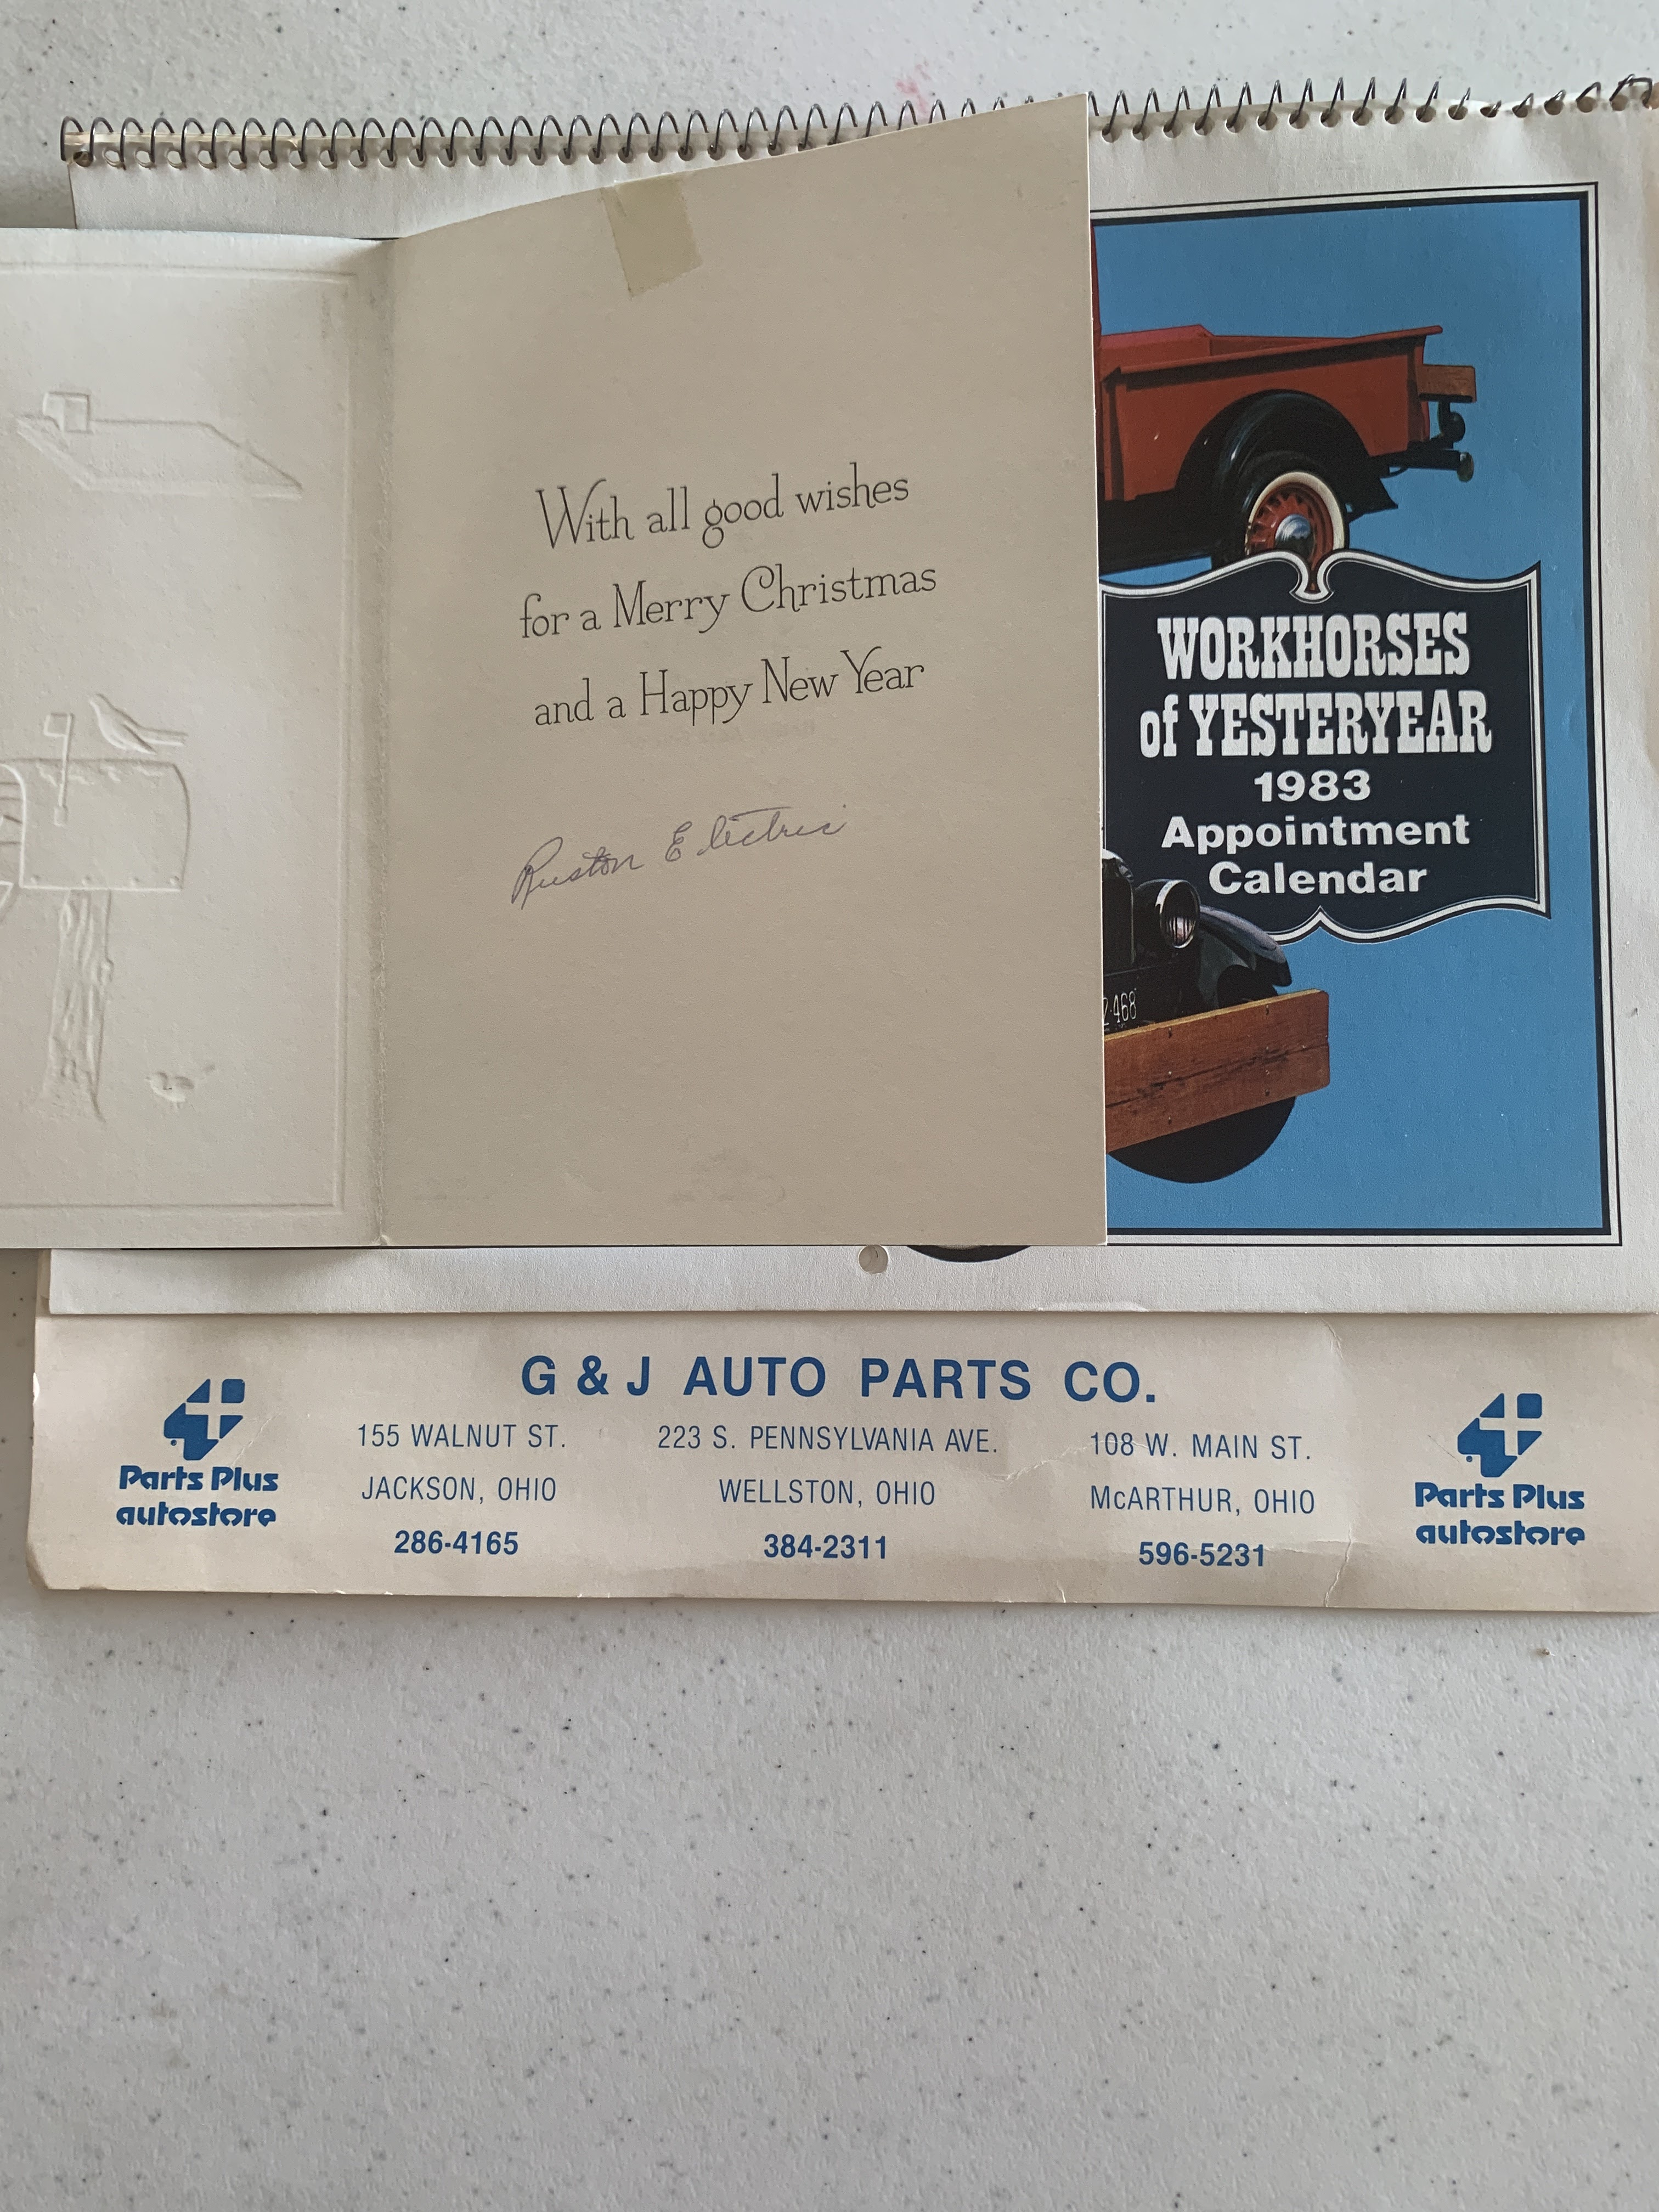 With all good wishes
for a Merry Christmas
and a Happy New Year
Ruston Electric
WORKHORSES
of YESTERYEAR
1983
Appointment
Calendar
468
G & J AUTO PARTS CO.
Parts Plus
autostore
155 WALNUT ST.
JACKSON, OHIO
286-4165
223 S. PENNSYLVANIA AVE.
WELLSTON, OHIO
384-2311
108 W. MAIN ST.
McARTHUR, OHIO
596-5231
Parts Plus
autostore